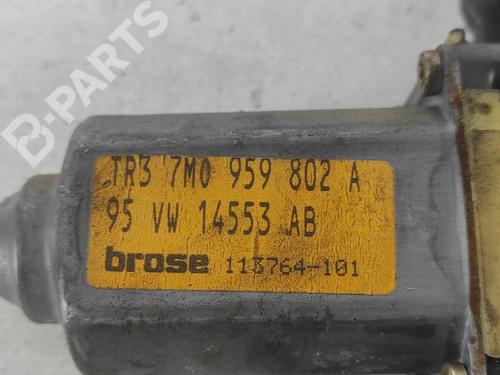 B-PARTS
TR3 7M0 959 802 A
95 VW 14553 AB
brose 113764-101